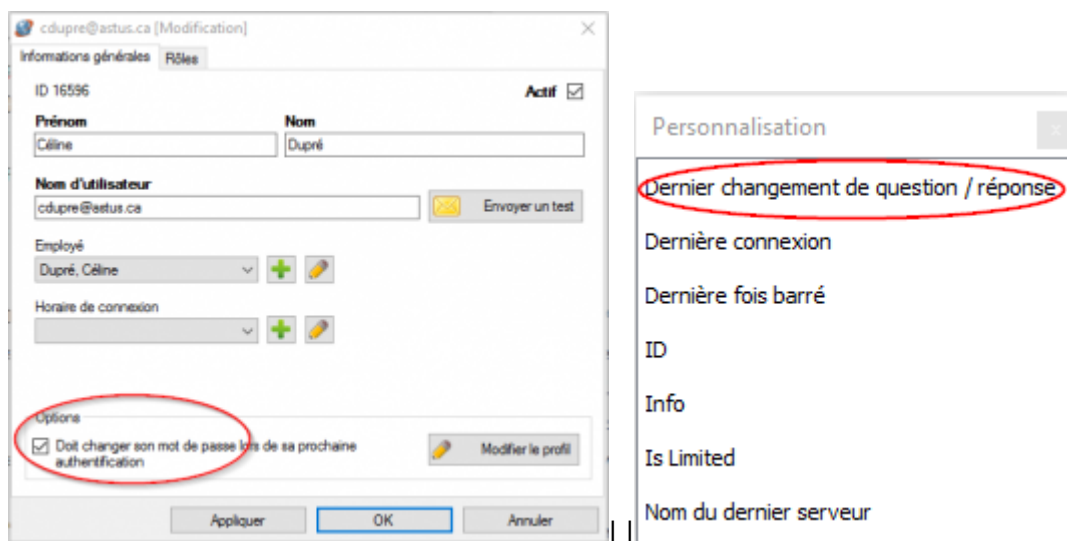 cdupre@astus.ca [Modification]
Informations générales Rôles
ID 16596 Actif
Prénom Nom
Céline Dupré
Nom d'utilisateur
cdupre@astus.ca Envoyer un test
Employé
Dupré, Céline
Horaire de connexion
Options
Doit changer son mot de passe lors de sa prochaine
authentification
Modifier le profil
Appliquer OK Annuler
Personnalisation
Dernier changement de question / réponse
Dernière connexion
Dernière fois barré
ID
Info
Is Limited
Nom du dernier serveur